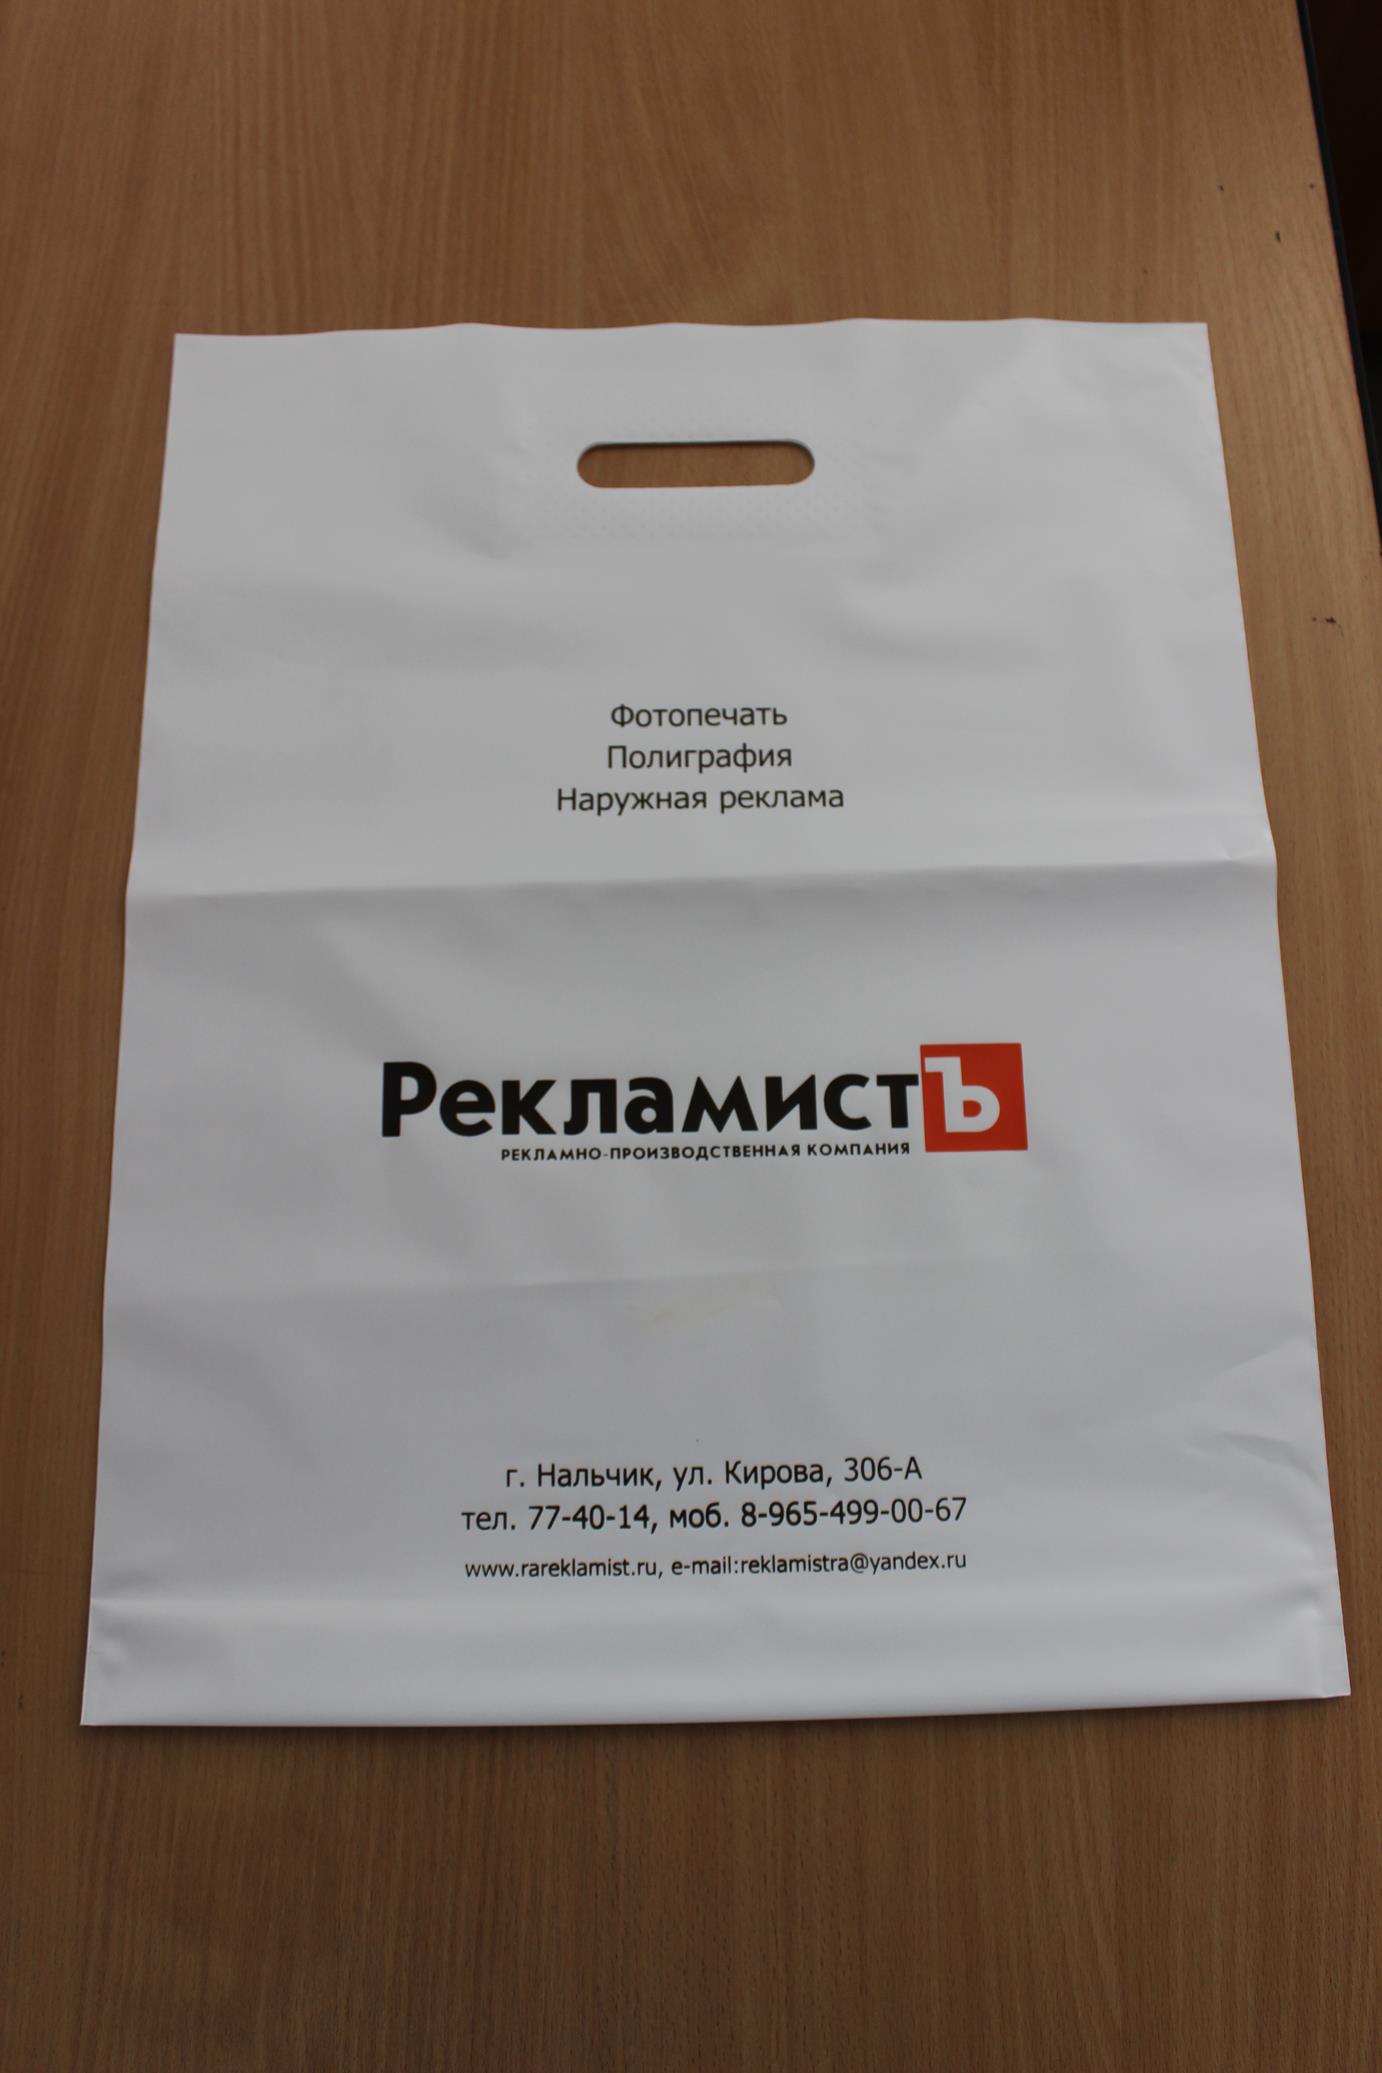 Фотопечать
Полиграфия
Наружная реклама
РекламистЪ
РЕКЛАМНО-ПРОИЗВОДСТВЕННАЯ КОМПАНИЯ
г. Нальчик, ул. Кирова, 306-А
тел. 77-40-14, моб. 8-965-499-00-67
www.rareklamist.ru, e-mail:reklamistra@yandex.ru